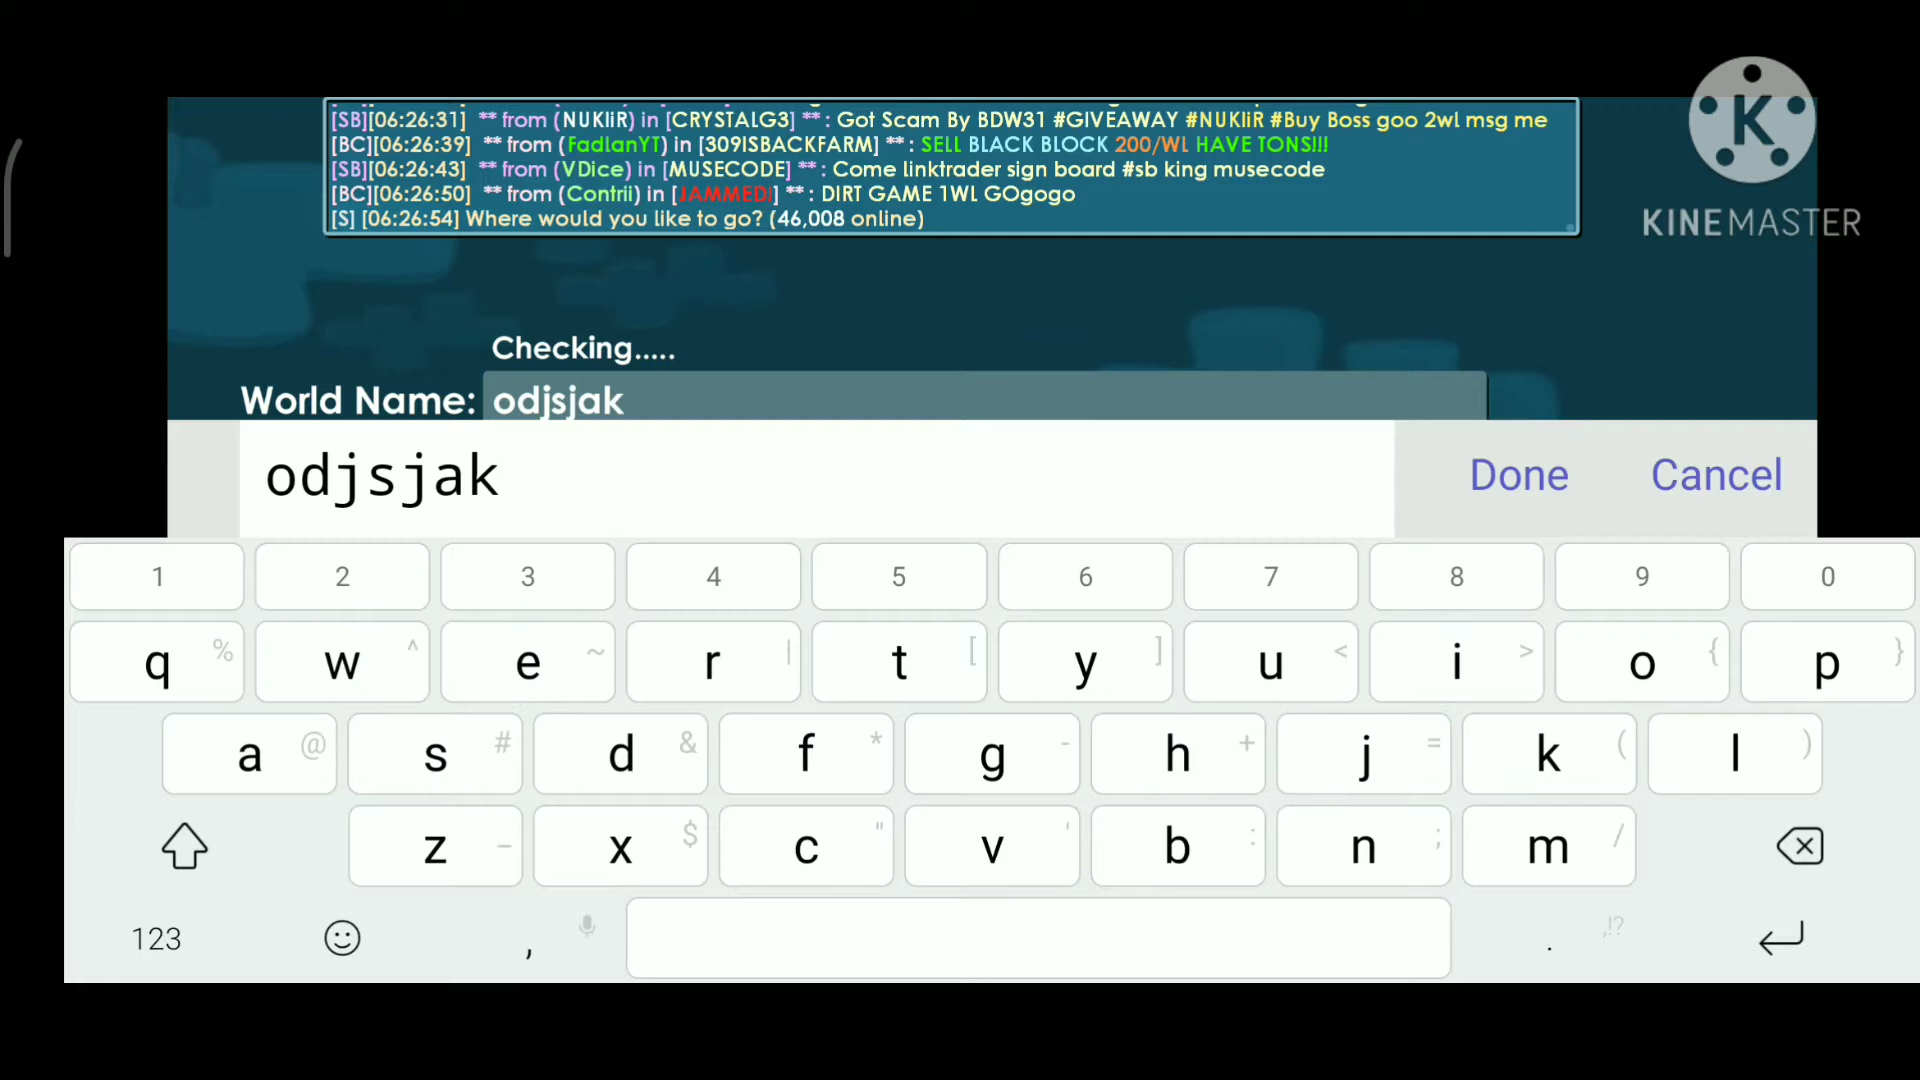 [SB][06:26:31] ** from (NUKIiR) in [CRYSTALG3] ** : Got Scam By BDW31 #GIVEAWAY #NUKIiR #Buy Boss goo 2wl msg me
[BC][06:26:39] ** from (FadlanYT) in [309ISBACKFARM] ** : SELL BLACK BLOCK 200/WL HAVE TONS!!!
[SB][06:26:43] ** from (VDice) in [MUSECODE] ** : Come linktrader sign board #sb king musecode
[BC][06:26:50] ** from (Contrii) in [JAMMED!] ** : DIRT GAME 1WL GOgogo
[S] [06:26:54] Where would you like to go? (46,008 online)
K
KINEMASTER
Checking.....
World Name: odjsjak
odjsjak Done Cancel
1 2 3 4 5 6 7 8 9 0
q % w ^ e ~ r | t [ y ] u < i > o { p }
a @ s # d & f * g - h + j = k ( l )
z _ x $ c " v ' b : n ; m /
123 , . ,!?